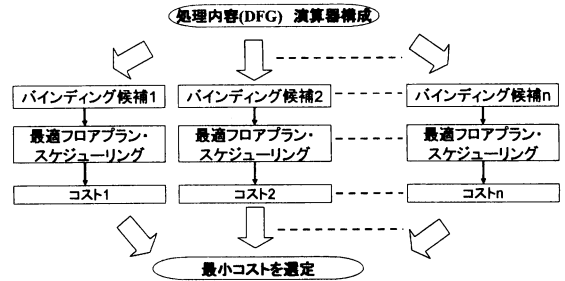 処理内容(DFG) 演算器構成
バインディング候補1
バインディング候補2
バインディング候補n
最適フロアプラン・
スケジューリング
最適フロアプラン・
スケジューリング
最適フロアプラン・
スケジューリング
コスト1
コスト2
コストn
最小コストを選定